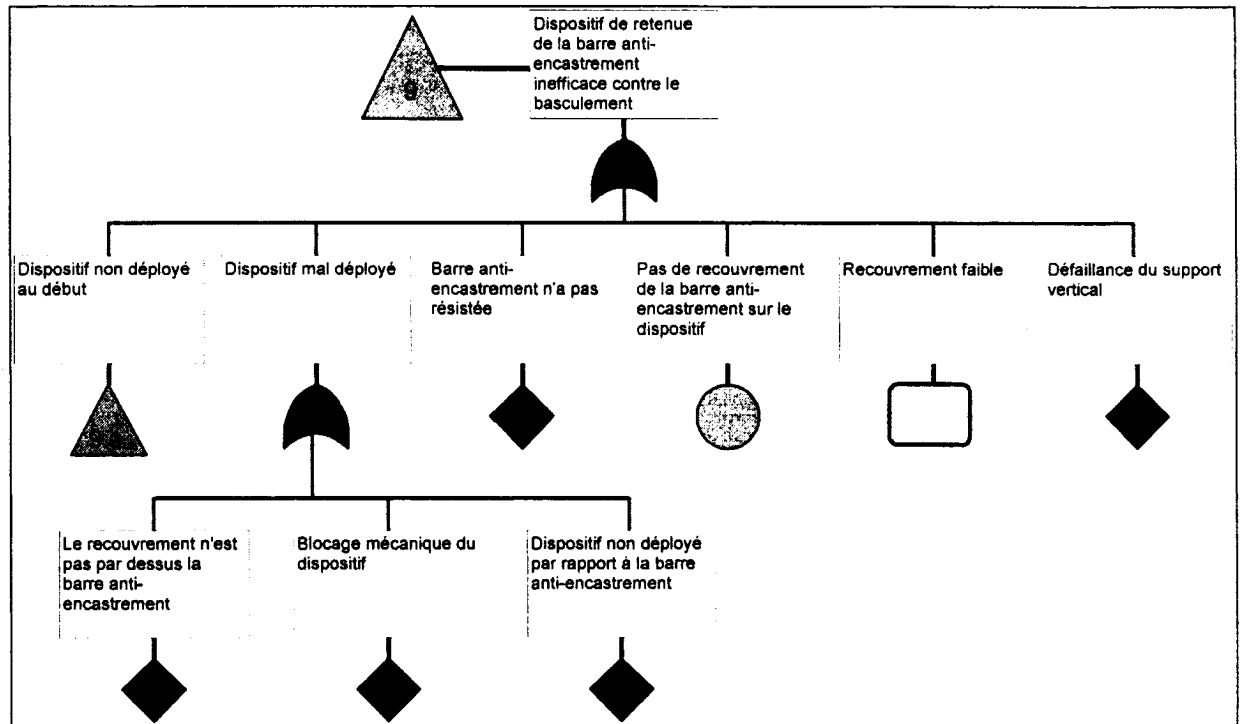 Dispositif de retenue
de la barre anti-
encastrement
inefficace contre le
basculement
9
Dispositif non déployé
au début
Dispositif mal déployé
Barre anti-
encastrement n'a pas
résistée
Pas de recouvrement
de la barre anti-
encastrement sur le
dispositif
Recouvrement faible
Défaillance du support
vertical
Le recouvrement n'est
pas par dessus la
barre anti-
encastrement
Blocage mécanique du
dispositif
Dispositif non déployé
par rapport à la barre
anti-encastrement